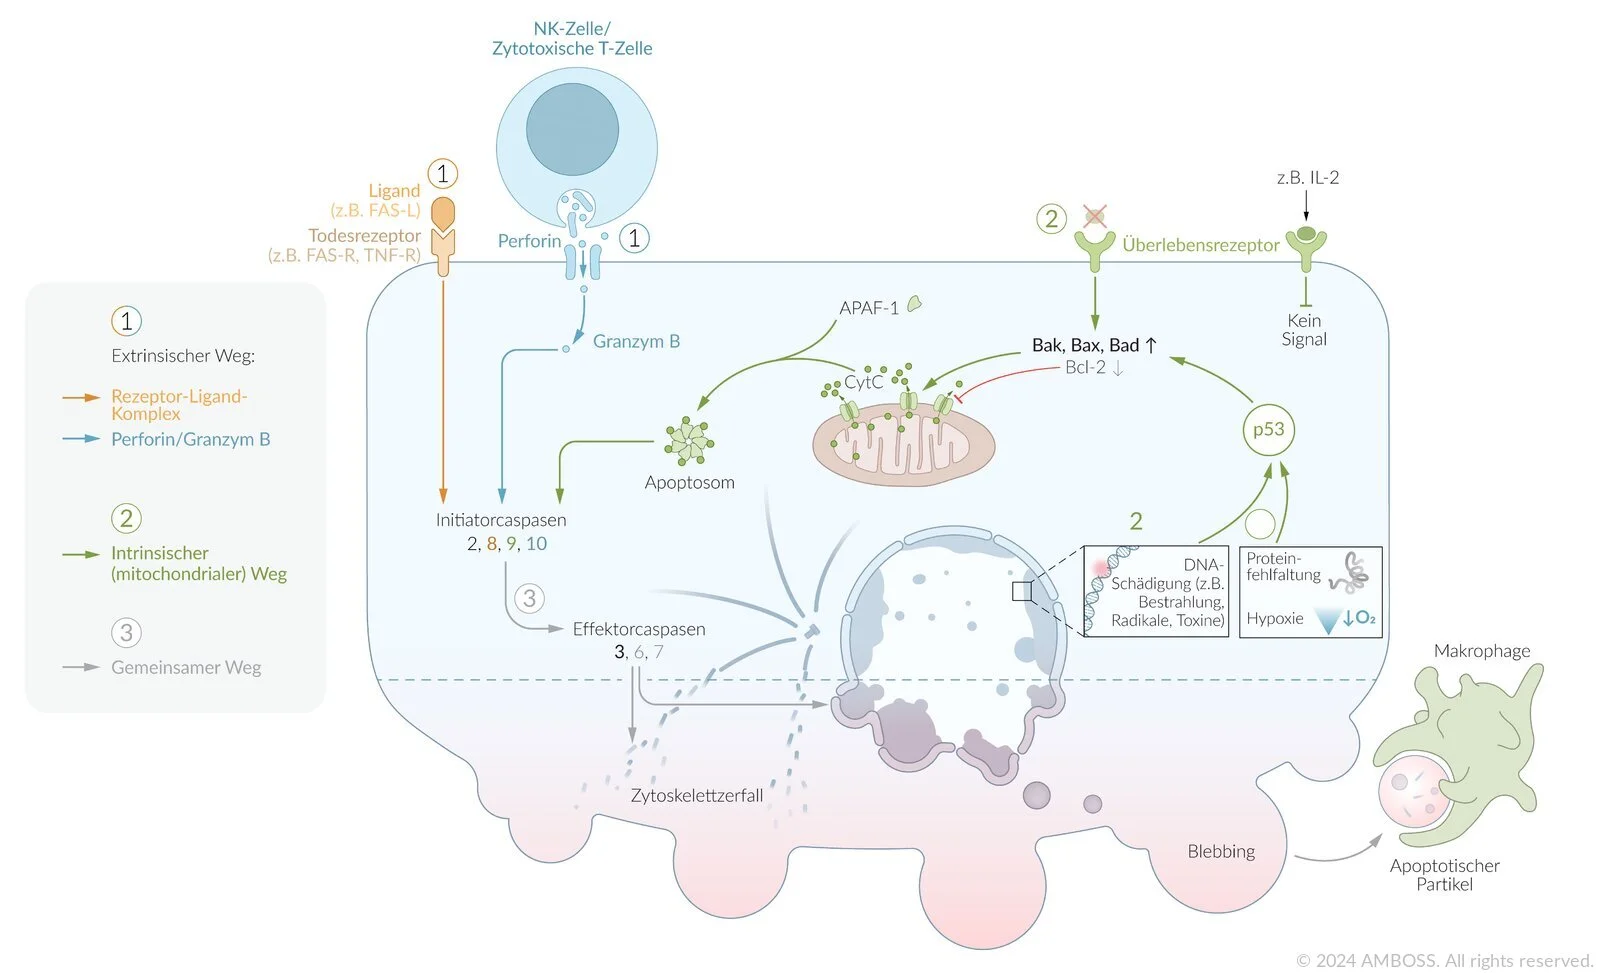 NK-Zelle/
Zytotoxische T-Zelle
1
Ligand
(z.B. FAS-L)
Todesrezeptor
(z.B. FAS-R, TNF-R)
Perforin
1
2
Überlebensrezeptor
z.B. IL-2
Kein
Signal
1
Extrinsischer Weg:
Rezeptor-Ligand-
Komplex
Perforin/Granzym B
2
Intrinsischer
(mitochondrialer) Weg
3
Gemeinsamer Weg
APAF-1
Granzym B
Bak, Bax, Bad ↑
Bcl-2 ↓
CytC
p53
Apoptosom
Initiatorcaspasen
2, 8, 9, 10
2
DNA-
Schädigung (z.B.
Bestrahlung,
Radikale, Toxine)
Protein-
fehlfaltung
Hypoxie
↓O₂
3
Effektorcaspasen
3, 6, 7
Zytoskelettzerfall
Blebbing
Makrophage
Apoptotischer
Partikel
© 2024 AMBOSS. All rights reserved.